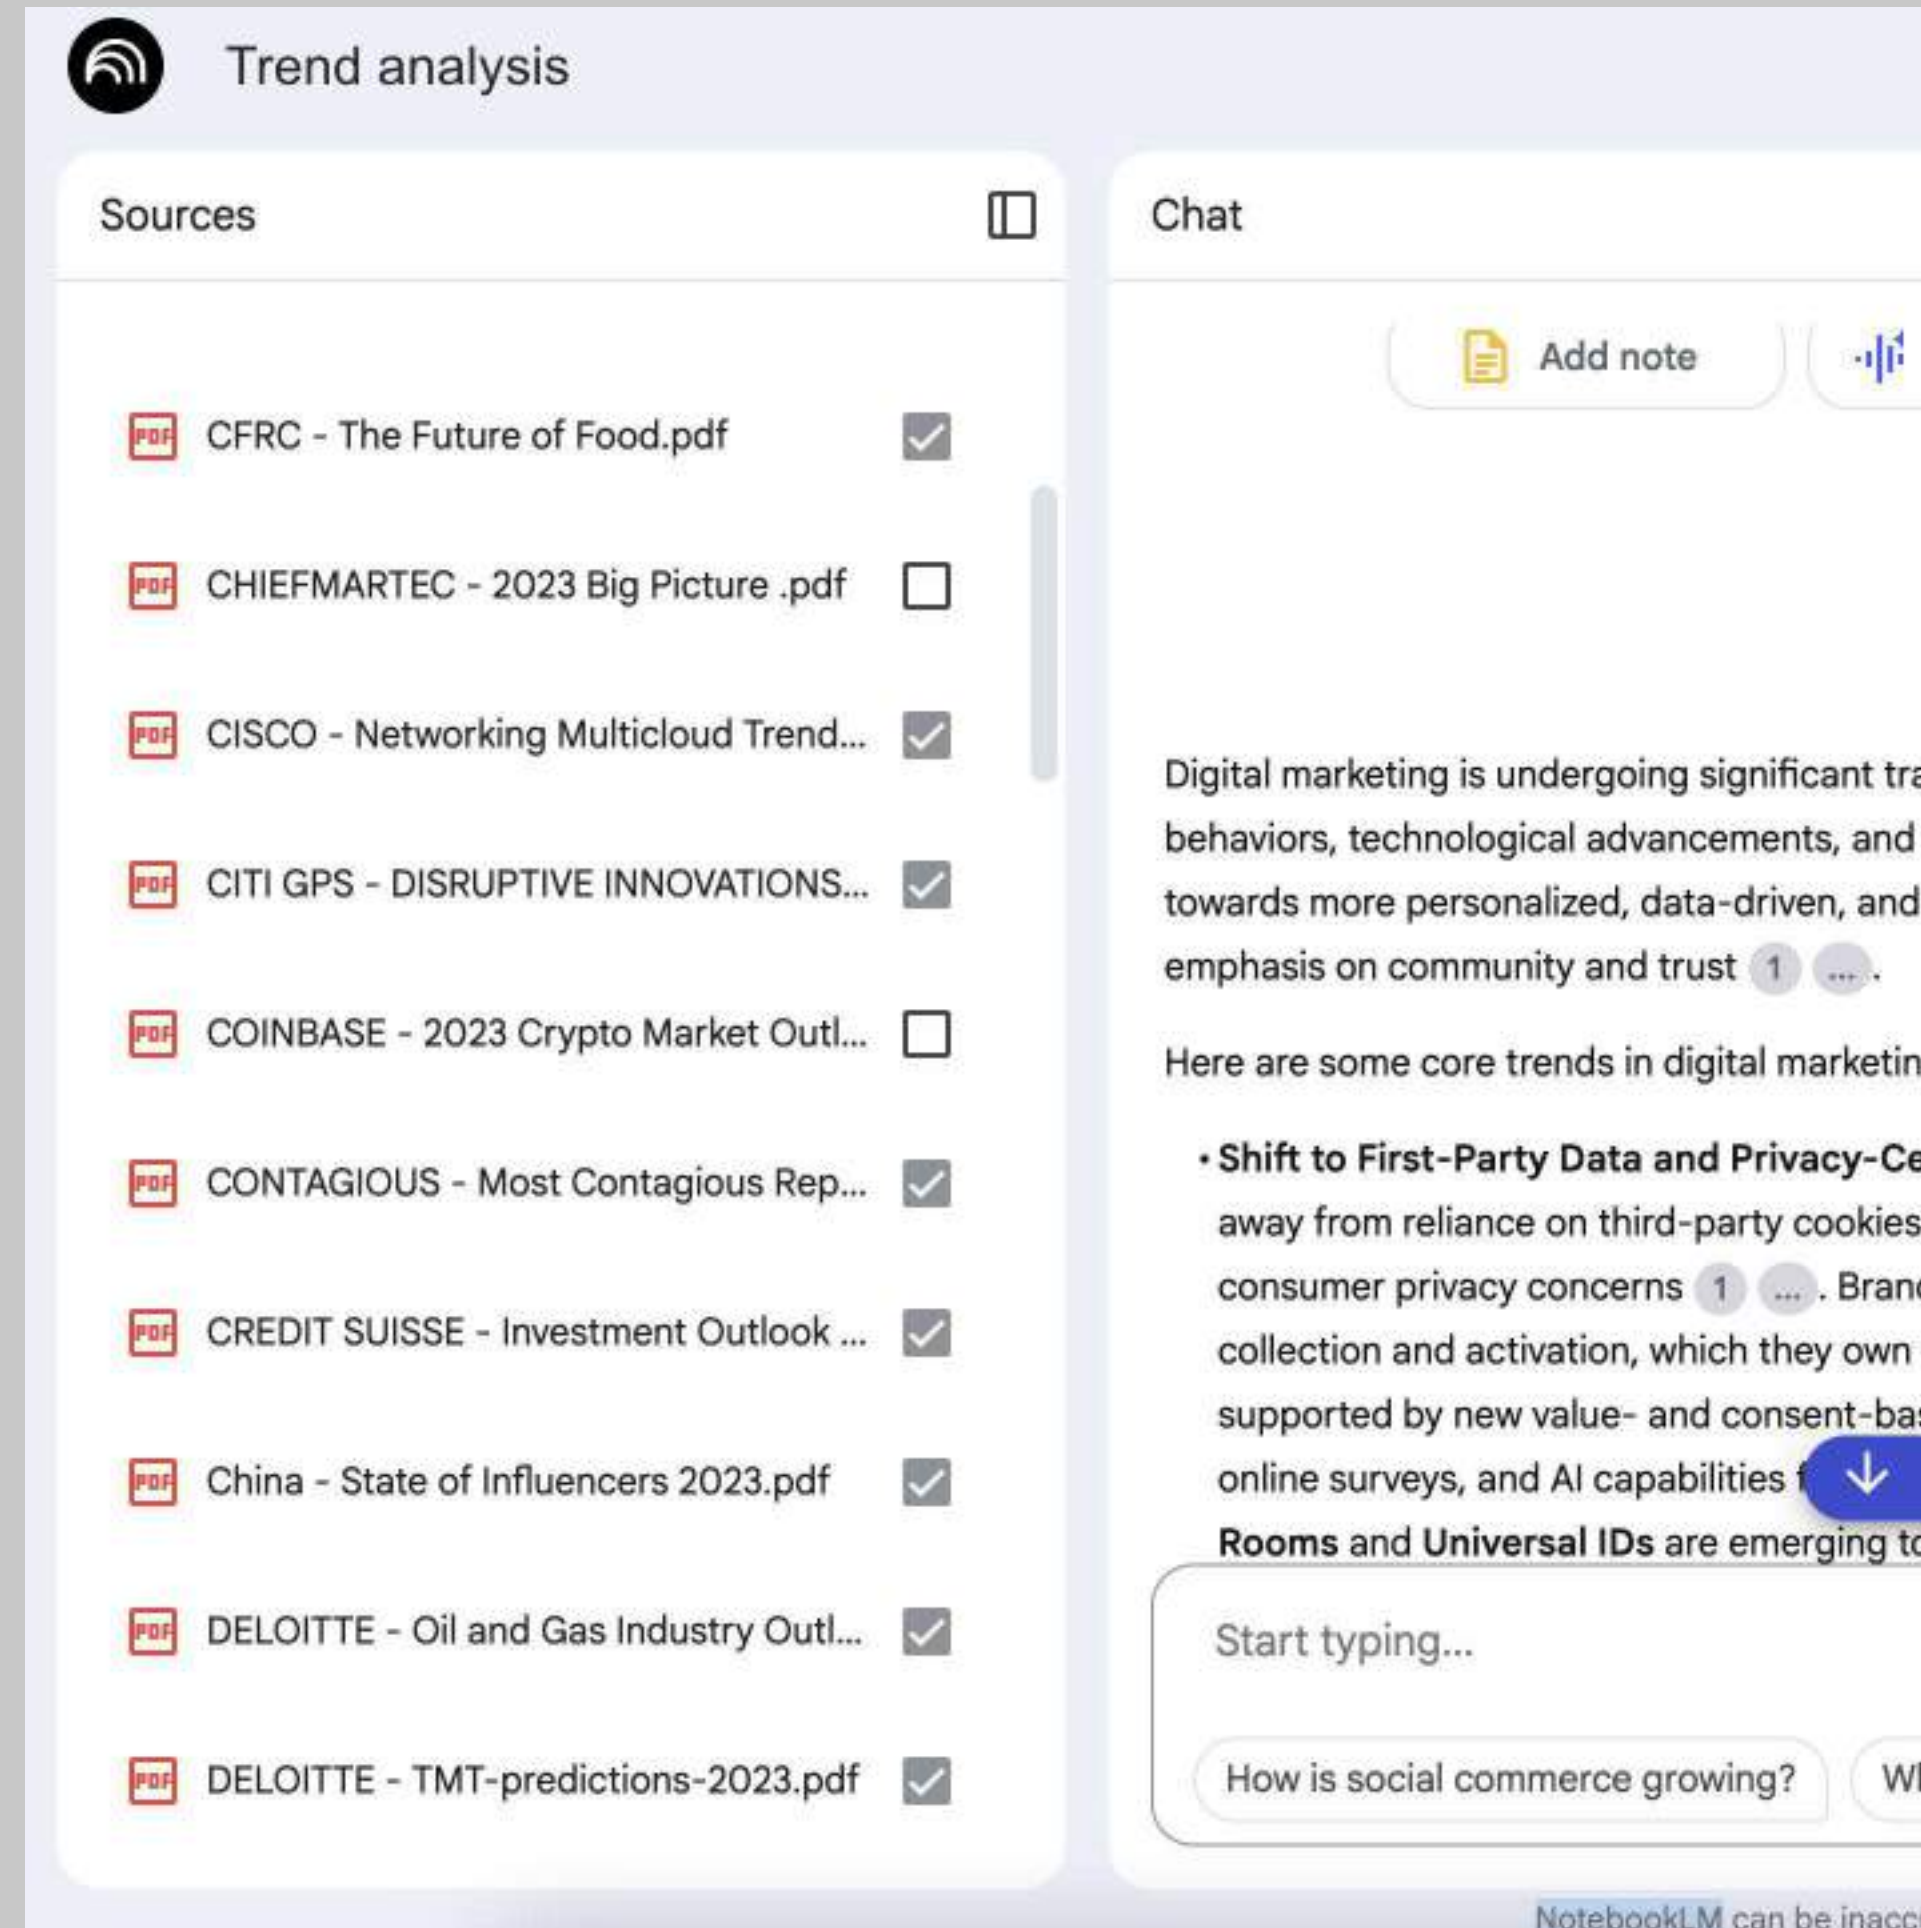 Trend analysis
Sources
CFRC - The Future of Food.pdf
CHIEFMARTEC - 2023 Big Picture .pdf
CISCO - Networking Multicloud Trend...
CITI GPS - DISRUPTIVE INNOVATIONS...
COINBASE - 2023 Crypto Market Outl...
CONTAGIOUS - Most Contagious Rep...
CREDIT SUISSE - Investment Outlook ...
China - State of Influencers 2023.pdf
DELOITTE - Oil and Gas Industry Outl...
DELOITTE - TMT-predictions-2023.pdf
Chat
Add note
Digital marketing is undergoing significant
behaviors, technological advancements, and
towards more personalized, data-driven, and
emphasis on community and trust 1 ... .
Here are some core trends in digital
• Shift to First-Party Data and
away from reliance on third-party cookies
consumer privacy concerns 1 ... .
collection and activation, which they own
supported by new value- and
online surveys, and AI capabilities
Rooms and Universal IDs are emerging
Start typing...
How is social commerce growing?
NotebookLM can be